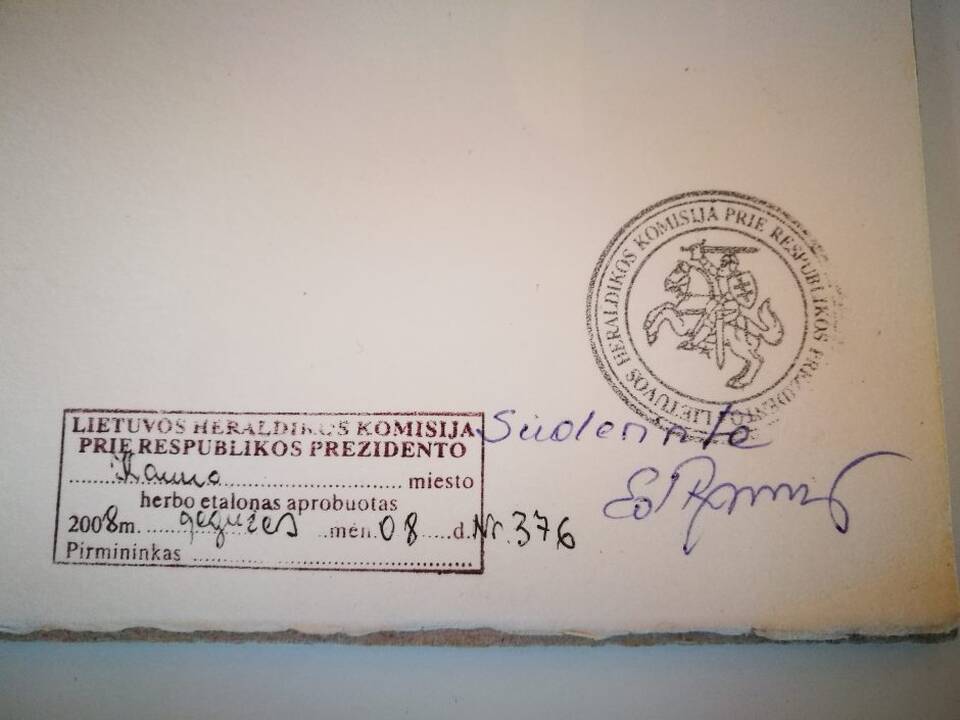 LIETUVOS HERALDIKOS KOMISIJA PRIE RESPUBLIKOS PREZIDENTO
LIETUVOS HERALDIKOS KOMISIJA
PRIE RESPUBLIKOS PREZIDENTO
Kauno miesto
herbo etalonas aprobuotas
2008 m. gegužės mėn. 08 d. Nr. 376
Pirmininkas